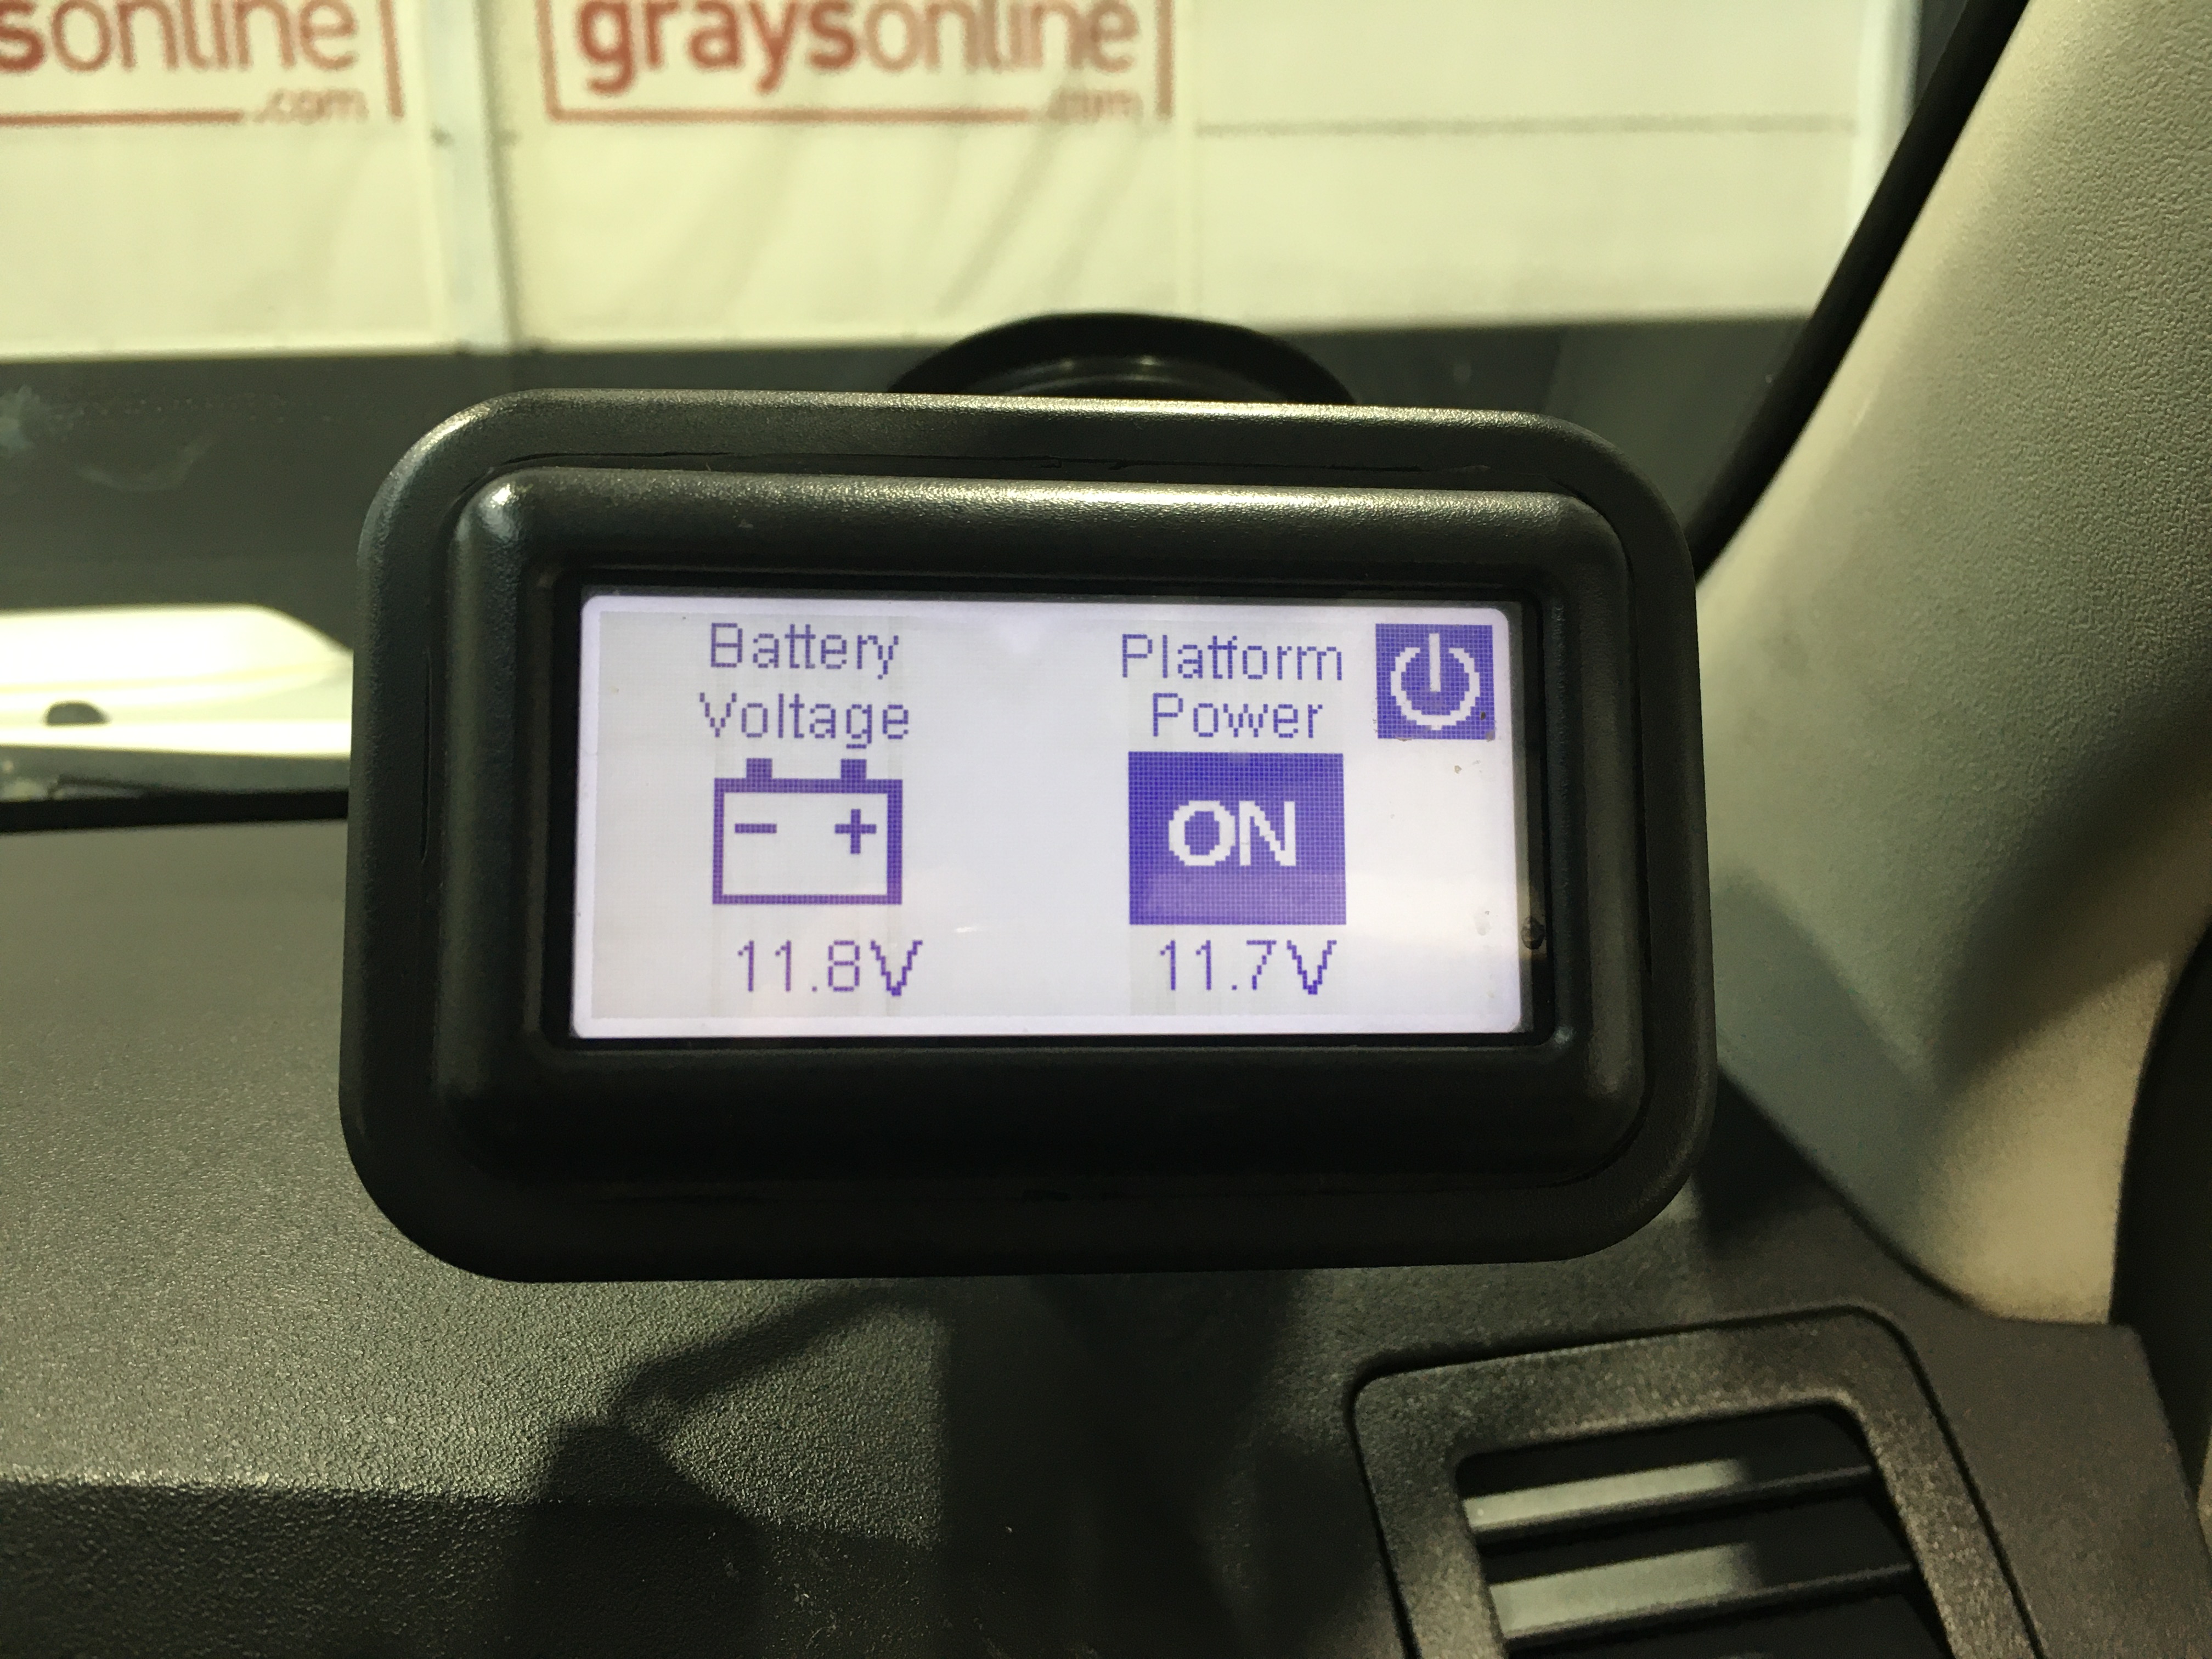 sonline
.com
graysonline
.com
Battery
Voltage
- +
11.8V
Platform
Power
ON
11.7V